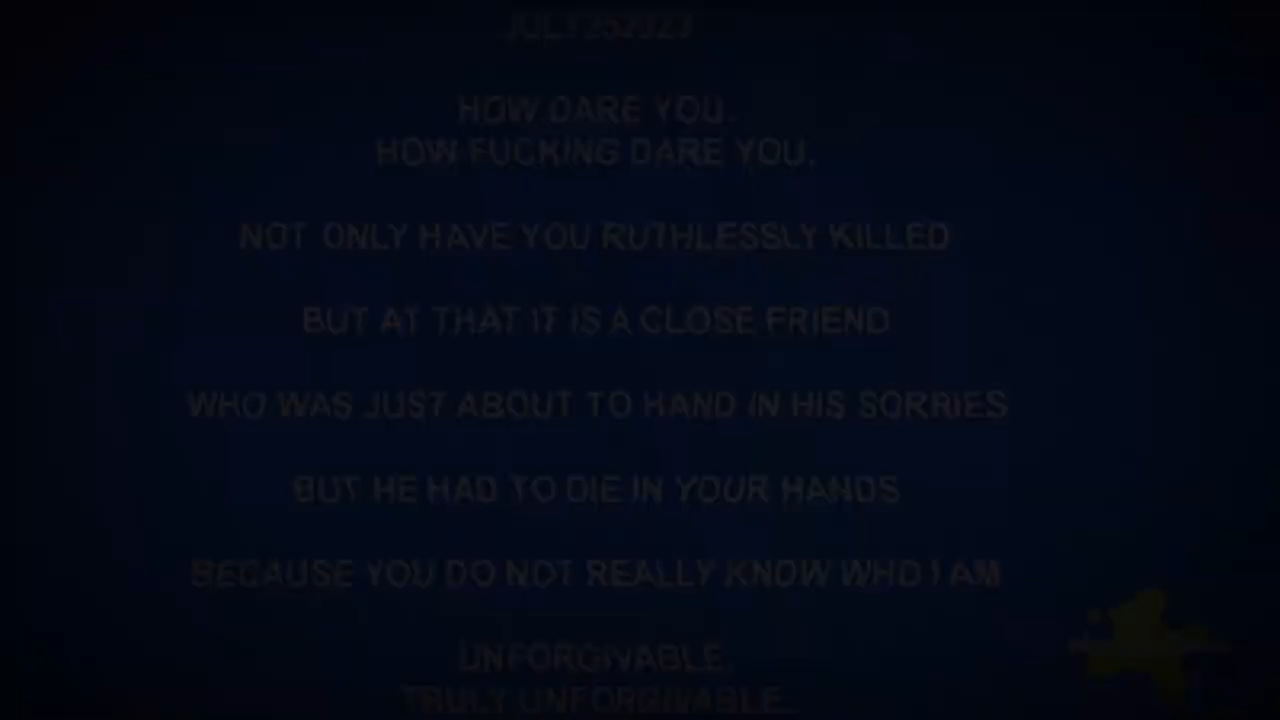 HOW DARE YOU.
HOW FUCKING DARE YOU.
NOT ONLY HAVE YOU RUTHLESSLY KILLED
BUT AT THAT IT IS A CLOSE FRIEND
WHO WAS JUST ABOUT TO HAND IN HIS SORRIES
BUT HE HAD TO DIE IN YOUR HANDS
BECAUSE YOU DO NOT REALLY KNOW WHO I AM
UNFORGIVABLE.
TRULY UNFORGIVABLE.